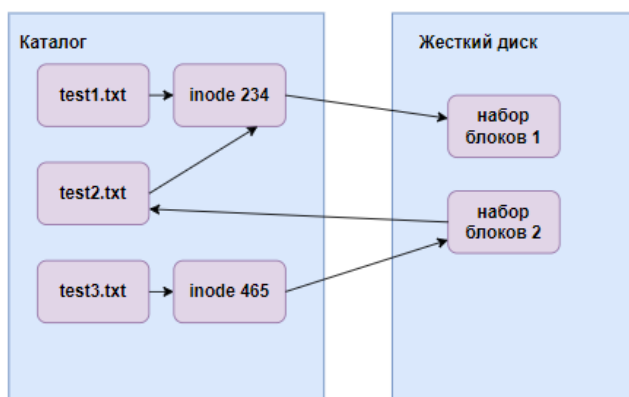 Каталог
Жесткий диск
test1.txt
inode 234
набор
блоков 1
test2.txt
набор
блоков 2
test3.txt
inode 465